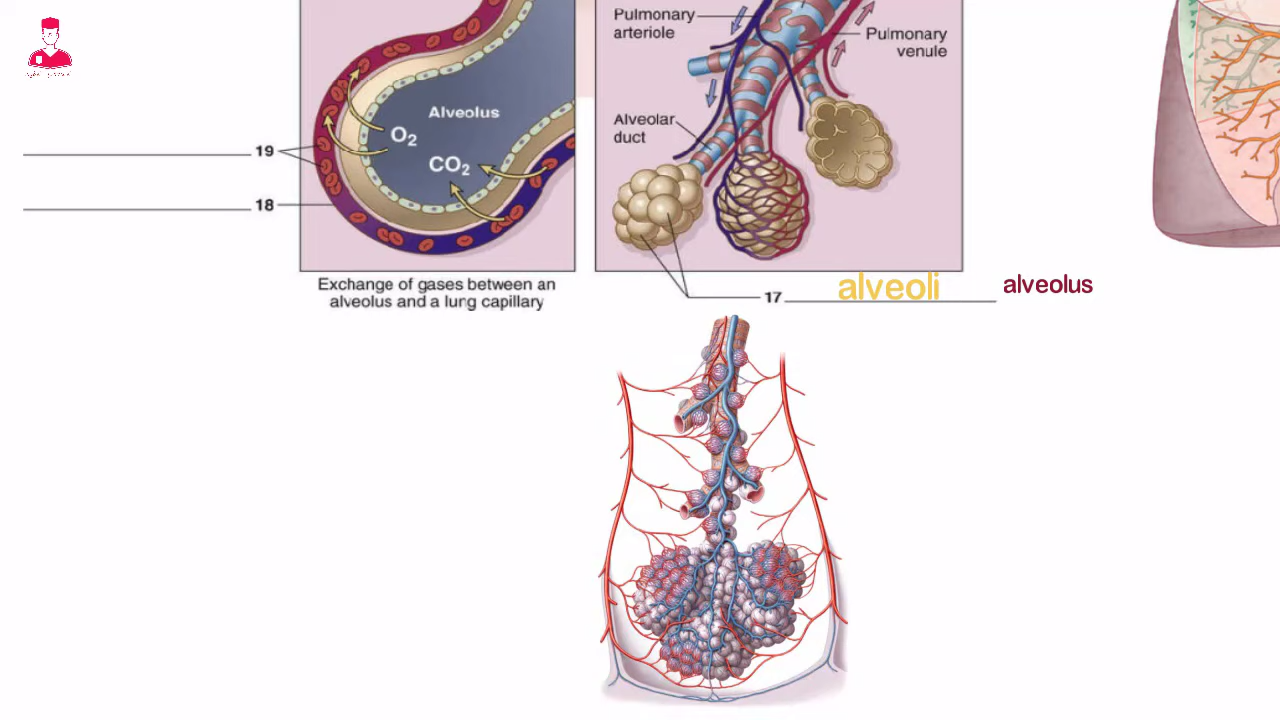 Pulmonary
arteriole
Pulmonary
venule
Alveolus
O2
CO2
Alveolar
duct
19
18
Exchange of gases between an
alveolus and a lung capillary
17 alveoli alveolus